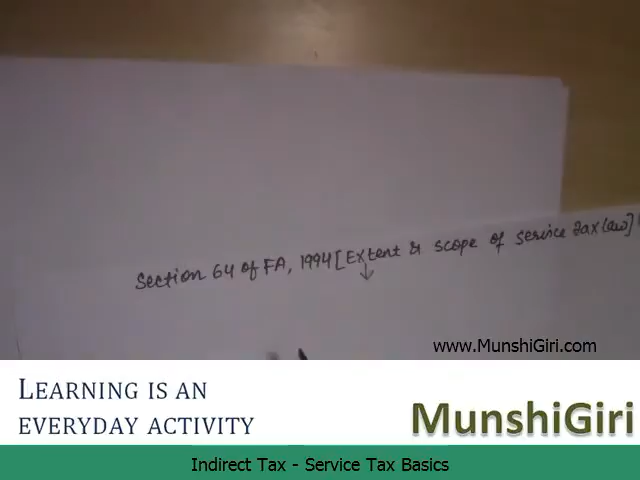 Section 64 of FA, 1994 [Extent & scope of service tax law]
www.MunshiGiri.com
LEARNING IS AN
EVERYDAY ACTIVITY
MunshiGiri
Indirect Tax - Service Tax Basics